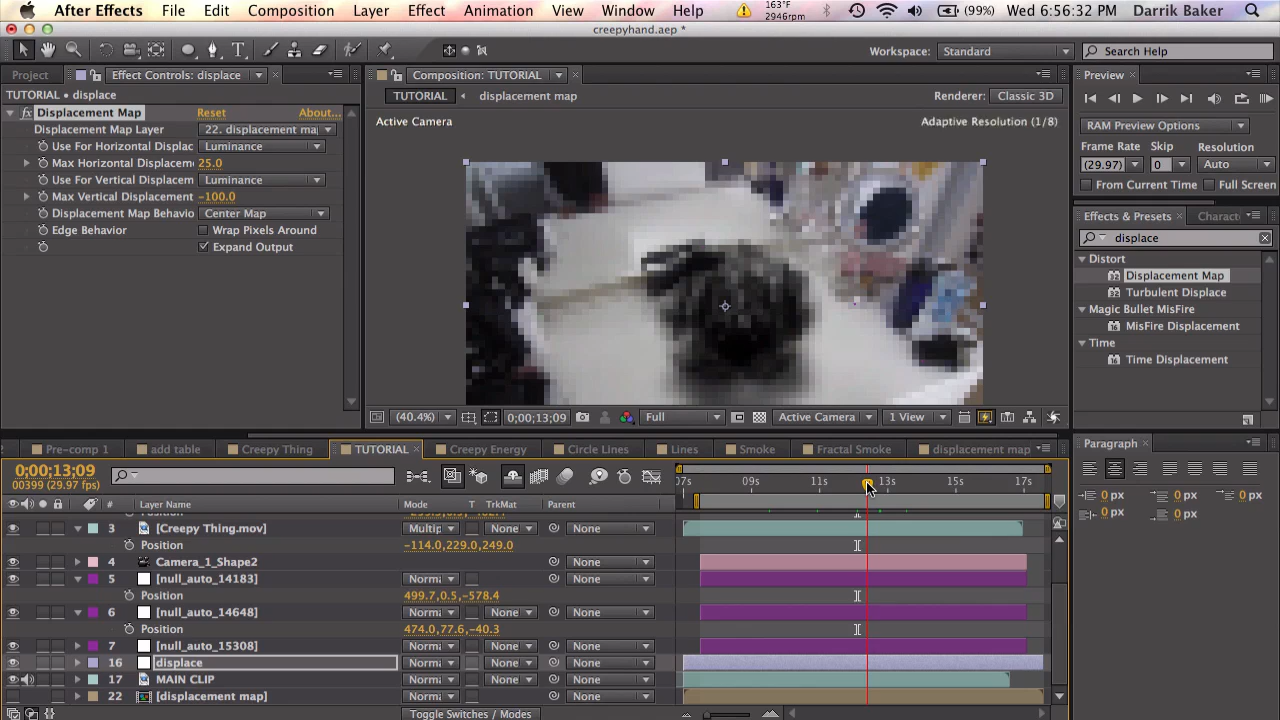 After Effects File Edit Composition Layer Effect Animation View Window Help 163°F 2946rpm (99%) Wed 6:56:32 PM Darrik Baker
creepyhand.aep *
T Workspace: Standard Search Help
Project Effect Controls: displace Composition: TUTORIAL Preview
TUTORIAL • displace
TUTORIAL displacement map Renderer: Classic 3D
fx Displacement Map Reset About...
Active Camera Adaptive Resolution (1/8)
RAM Preview Options
Displacement Map Layer 22. displacement ma
Use For Horizontal Displac Luminance
Frame Rate Skip Resolution
Max Horizontal Displacem 25.0
(29.97) 0 Auto
Use For Vertical Displacem Luminance
From Current Time Full Screen
Max Vertical Displacement -100.0
Displacement Map Behavio Center Map
Effects & Presets Charact
Edge Behavior Wrap Pixels Around
displace
Expand Output
Distort
Displacement Map
Turbulent Displace
Magic Bullet MisFire
MisFire Displacement
Time
Time Displacement
(40.4%) 0;00;13;09 Full Active Camera 1 View
Pre-comp 1 add table Creepy Thing TUTORIAL Creepy Energy Circle Lines Lines Smoke Fractal Smoke displacement map
Paragraph
0;00;13;09
00399 (29.97 fps)
07s 09s 11s 13s 15s 17s
# Layer Name Mode T TrkMat Parent
0 px 0 px 0 px
0 px 0 px
3 [Creepy Thing.mov] Multip None None
Position -114.0,229.0,249.0
4 Camera_1_Shape2 None
5 [null_auto_14183] Norma None
Position 499.7,0.5,-578.4
6 [null_auto_14648] Norma None None
Position 474.0,77.6,-40.3
7 [null_auto_15308] Norma None None
16 displace Norma None None
17 MAIN CLIP Norma None None
22 [displacement map] Norma None None
Toggle Switches / Modes